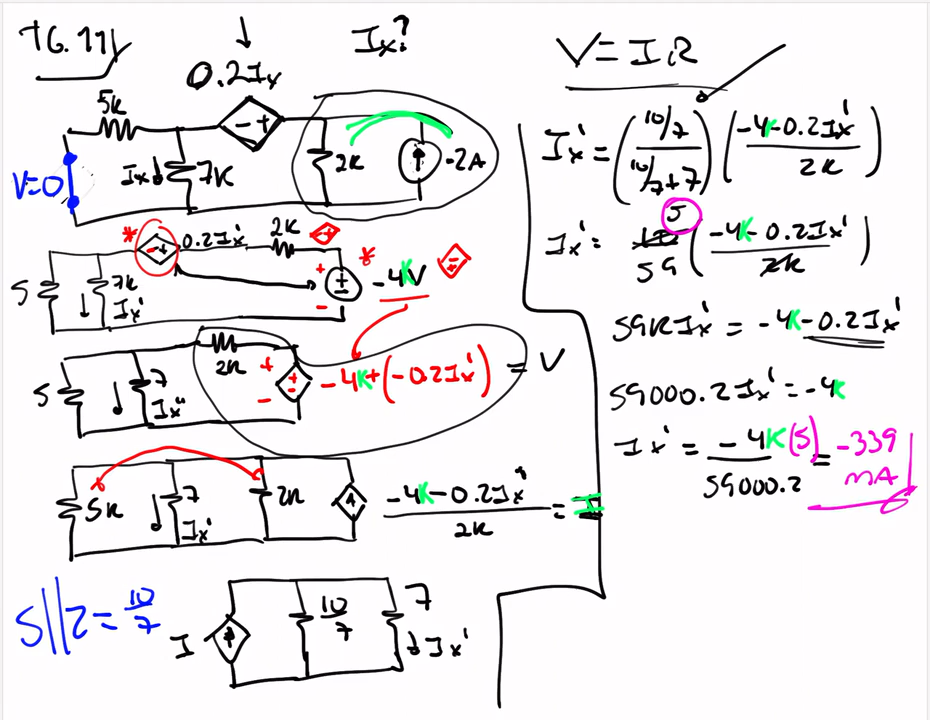 T6.11
Ix?
0.2Ix
5k
- +
V=0
Ix
7k
2k
-2A
*
- +
0.2Ix'
2k
- +
*
+
-
+
-
-4kV
+
-
5
7k
Ix'
5
7
Ix'
2k
+
-
+
-
-4k+(-0.2Ix') = V
5k
7
Ix'
2k
-4k-0.2Ix'
2k
= I
5||2 = 10/7
I
10/7
7
Ix'
V=IR
Ix' = (10/7 / 10/7+7) (-4k-0.2Ix' / 2k)
5
Ix' = 59 (-4k-0.2Ix' / 2k)
59kIx' = -4k-0.2Ix'
59000.2Ix' = -4k
Ix' = -4k(5) / 59000.2 = -339 mA